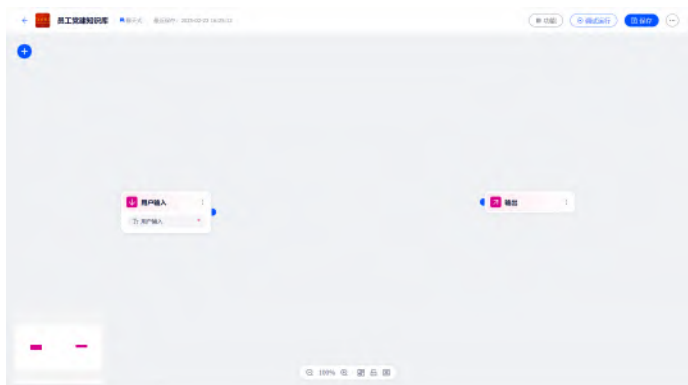 员工党建知识库
功能
调试运行
保存
用户输入
用户输入
输出
100%